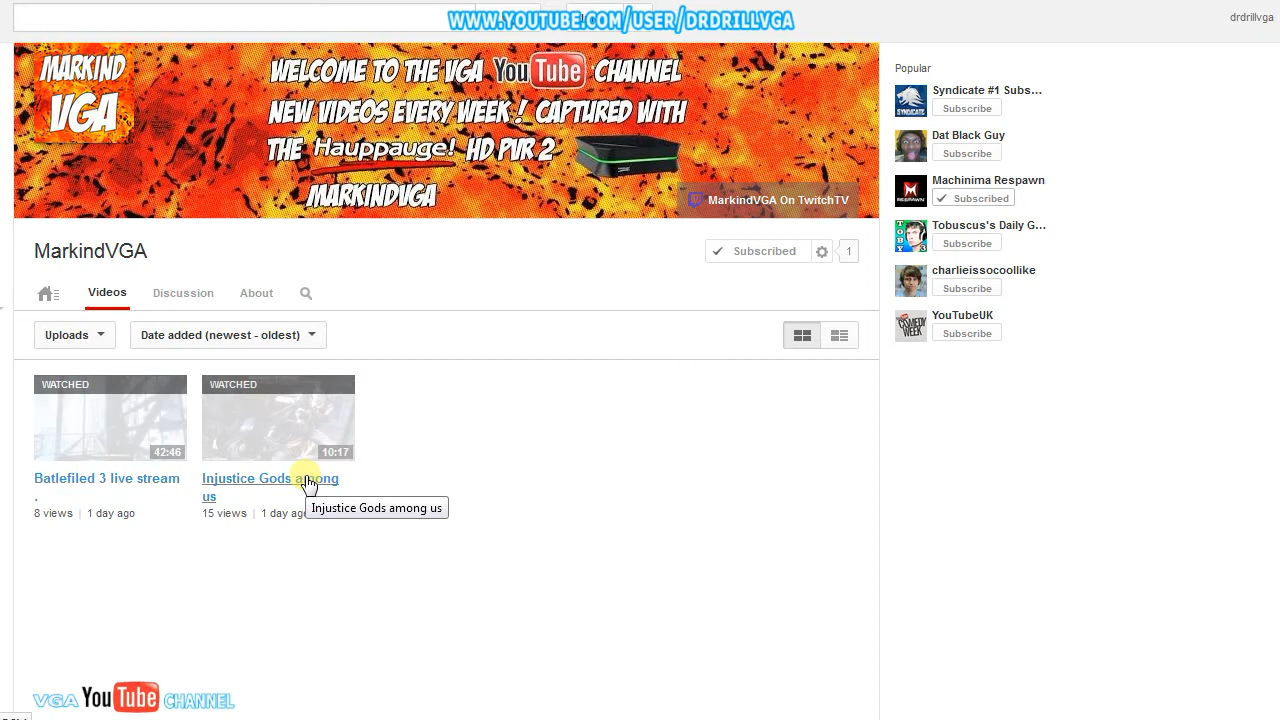 WWW.YOUTUBE.COM/USER/DRDRILLVGA
drdrillvga
MARKIND
VGA
WELCOME TO THE VGA YouTube CHANNEL
NEW VIDEOS EVERY WEEK ! CAPTURED WITH
THE Hauppauge! HD PVR 2
MARKINDVGA
MarkindVGA On TwitchTV
MarkindVGA
Subscribed
1
Videos
Discussion
About
Uploads
Date added (newest - oldest)
WATCHED
42:46
Batlefiled 3 live stream
.
8 views
1 day ago
WATCHED
10:17
Injustice Gods among
us
15 views
1 day ago
Injustice Gods among us
Popular
Syndicate #1 Subs...
Subscribe
Dat Black Guy
Subscribe
Machinima Respawn
Subscribed
Tobuscus's Daily G...
Subscribe
charlieissocoollike
Subscribe
YouTubeUK
Subscribe
VGA YouTube CHANNEL